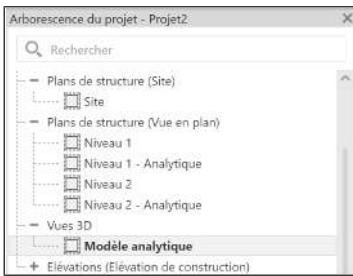 Arborescence du projet - Projet2
Rechercher
Plans de structure (Site)
Site
Plans de structure (Vue en plan)
Niveau 1
Niveau 1 - Analytique
Niveau 2
Niveau 2 - Analytique
Vues 3D
Modèle analytique
Elévations (Elévation de construction)